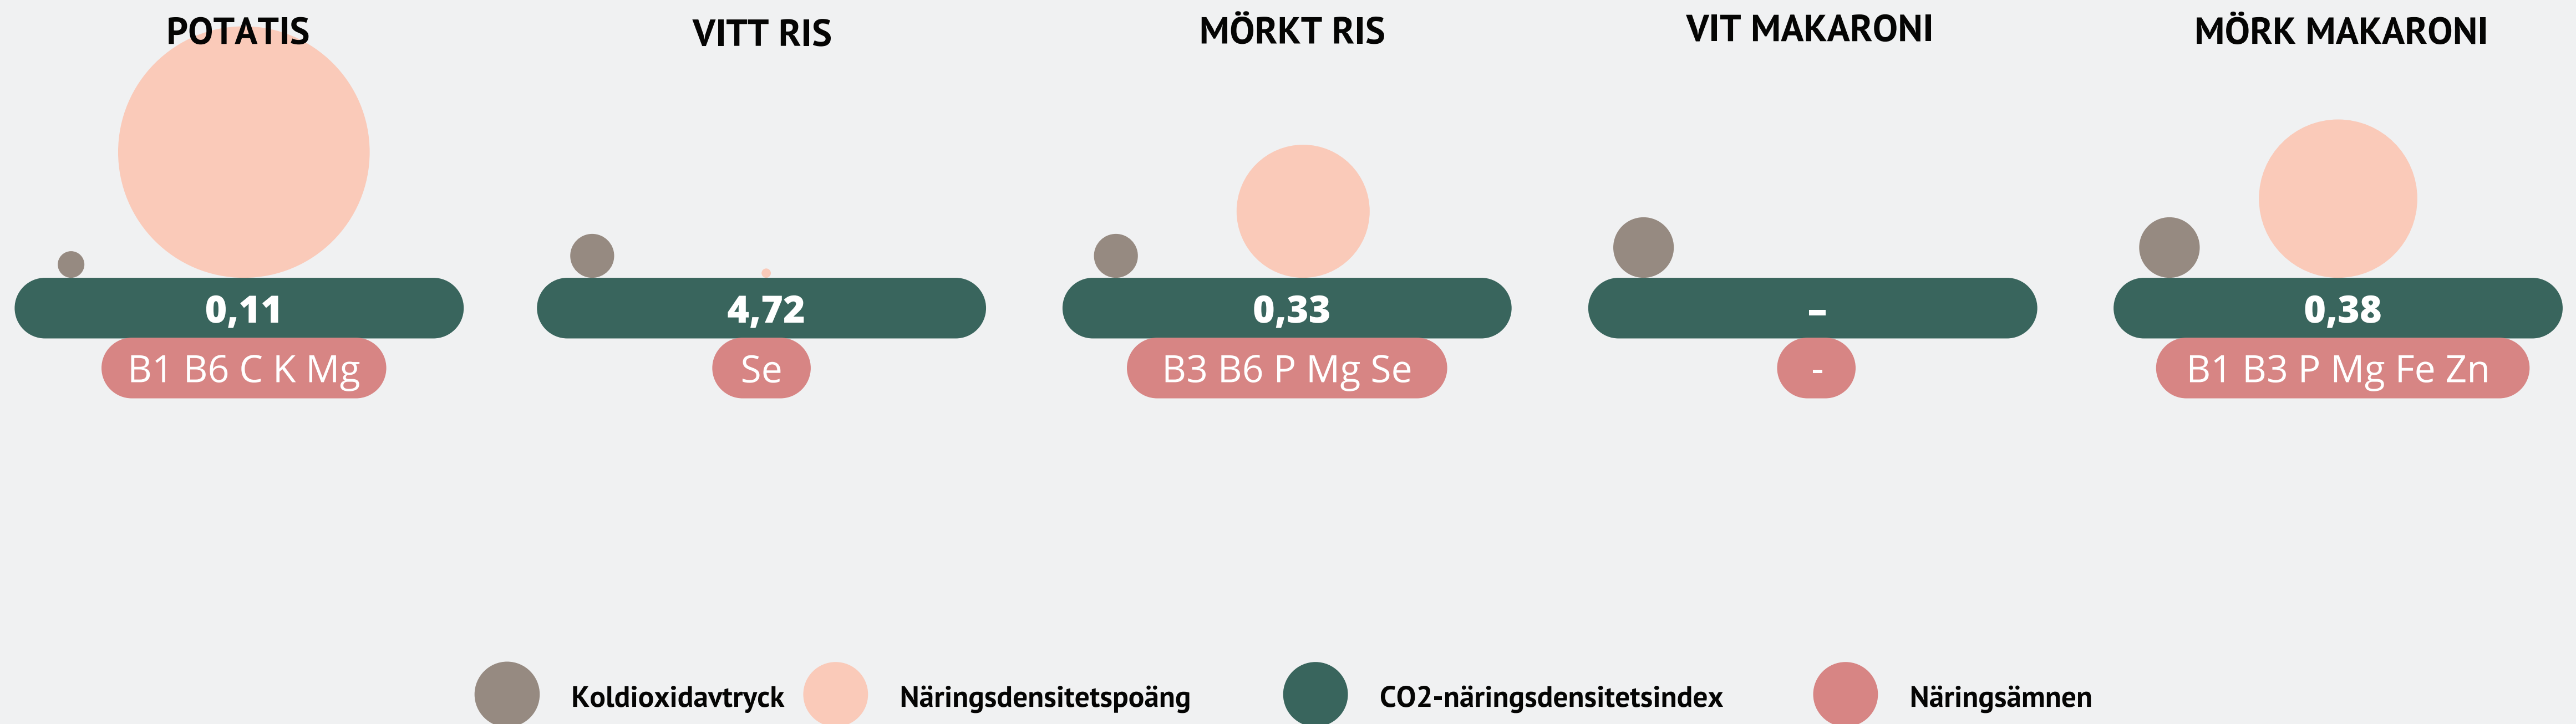 POTATIS
VITT RIS
MÖRKT RIS
VIT MAKARONI
MÖRK MAKARONI
0,11
4,72
0,33
–
0,38
B1 B6 C K Mg
Se
B3 B6 P Mg Se
-
B1 B3 P Mg Fe Zn
Koldioxidavtryck
Näringsdensitetspoäng
CO2-näringsdensitetsindex
Näringsämnen